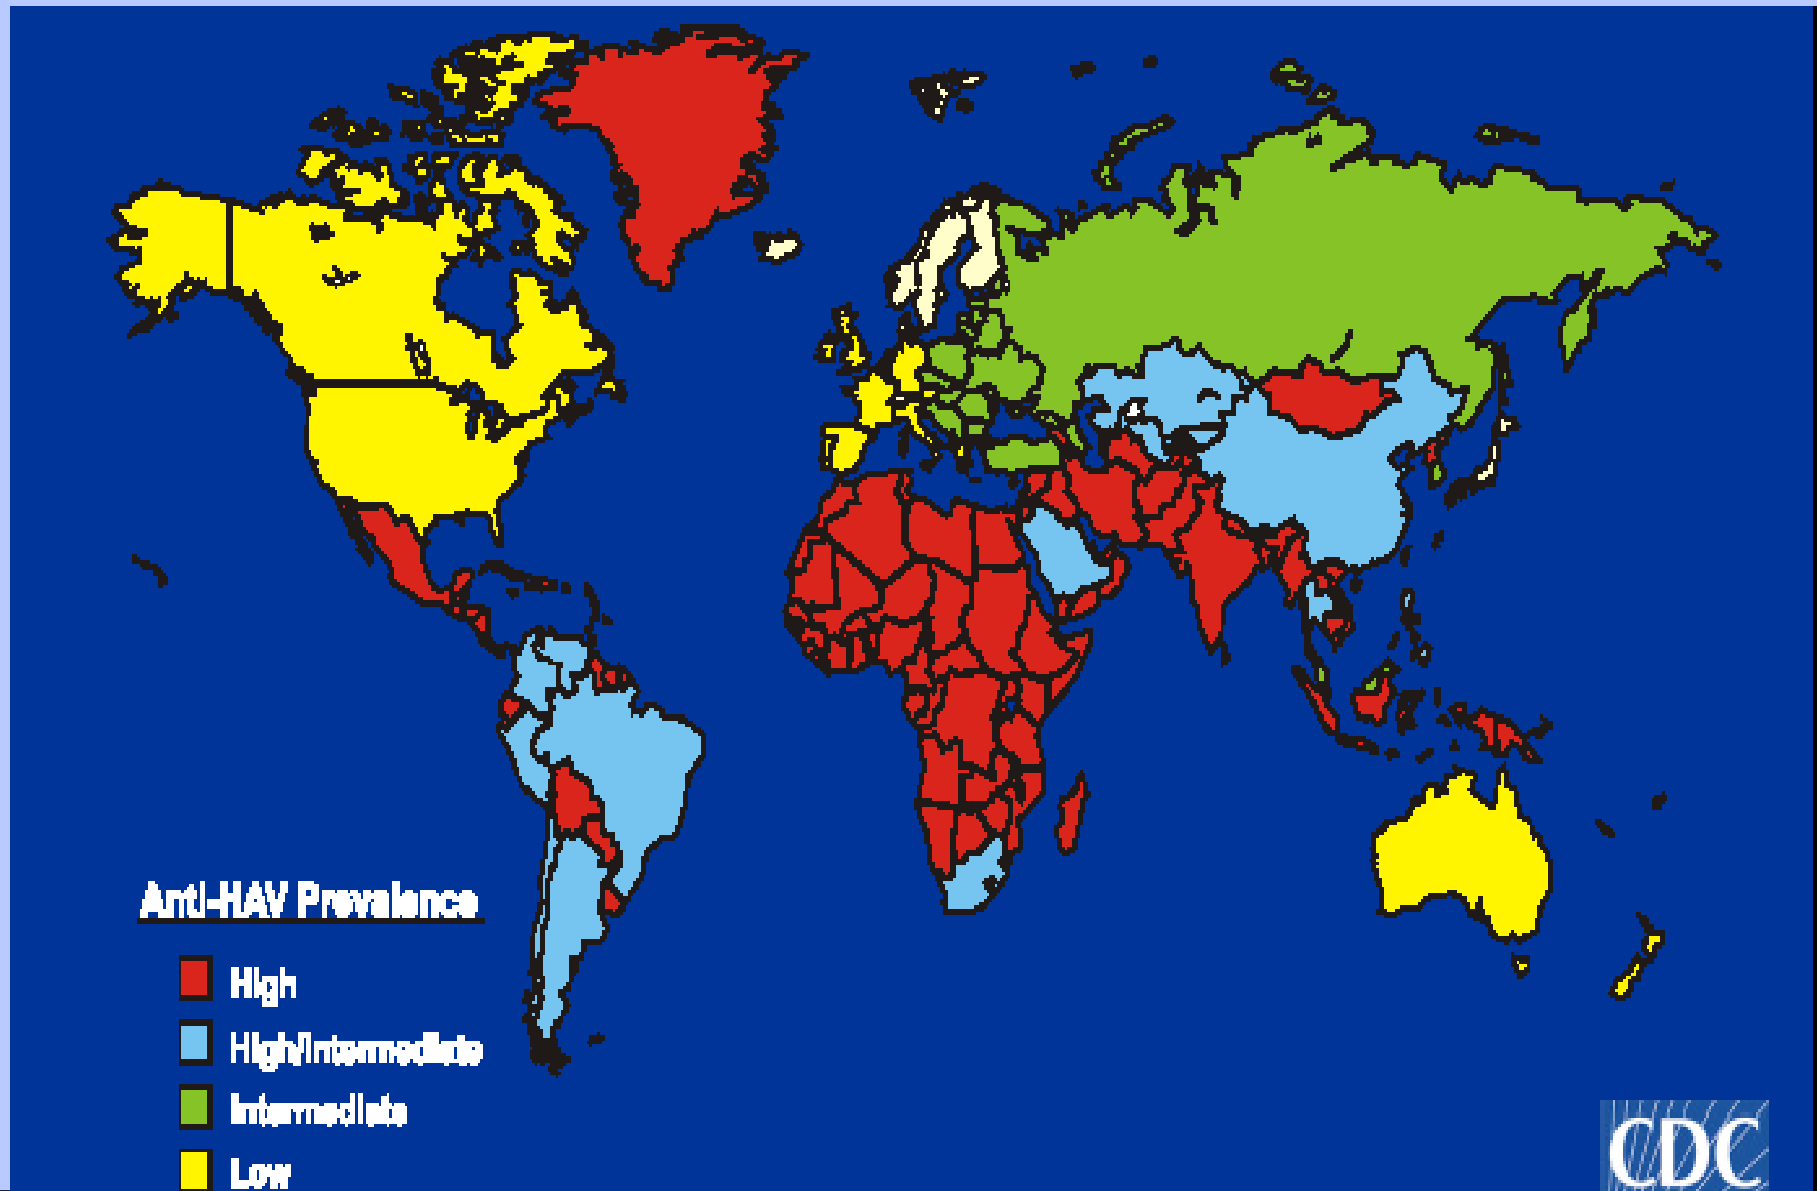 Anti-HAV Prevalence
High
High/Intermediate
Intermediate
Low
CDC